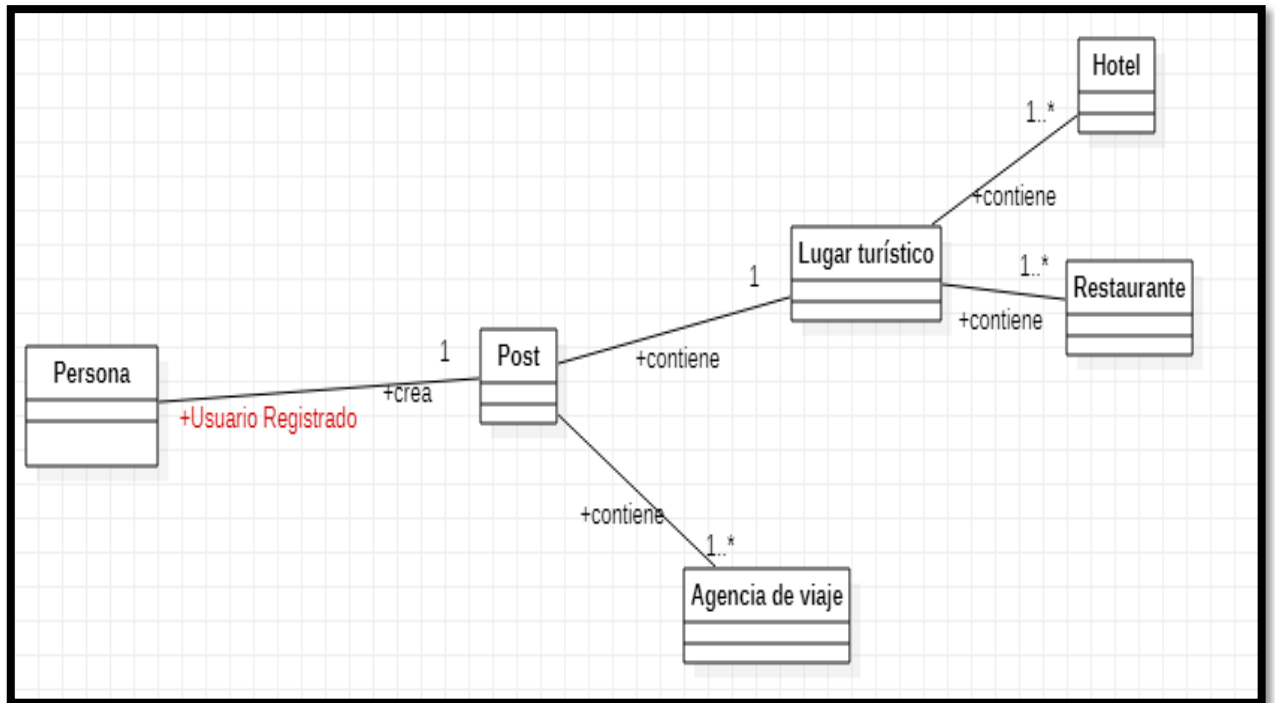 Hotel
1..*
+contiene
Lugar turístico
1..*
Restaurante
1
+contiene
+contiene
Post
1
Persona
+crea
+Usuario Registrado
+contiene
1..*
Agencia de viaje